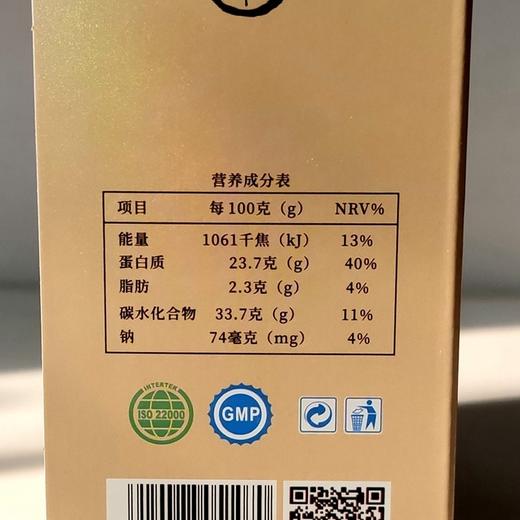 营养成分表
项目 每100克（g） NRV%
能量 1061千焦（kJ） 13%
蛋白质 23.7克（g） 40%
脂肪 2.3克（g） 4%
碳水化合物 33.7克（g） 11%
钠 74毫克（mg） 4%
INTERTEK
ISO 22000
GMP